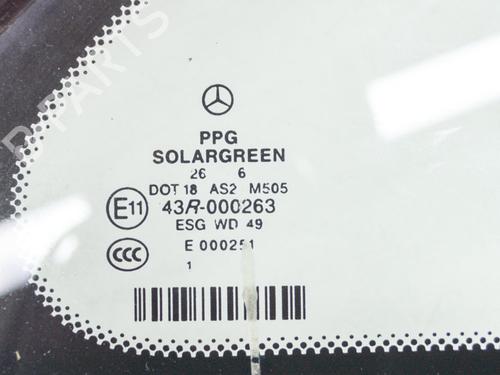 PPG
SOLARGREEN
26 6
DOT 18 AS2 M505
E11 43R-000263
ESG WD 49
CCC E 000251
1